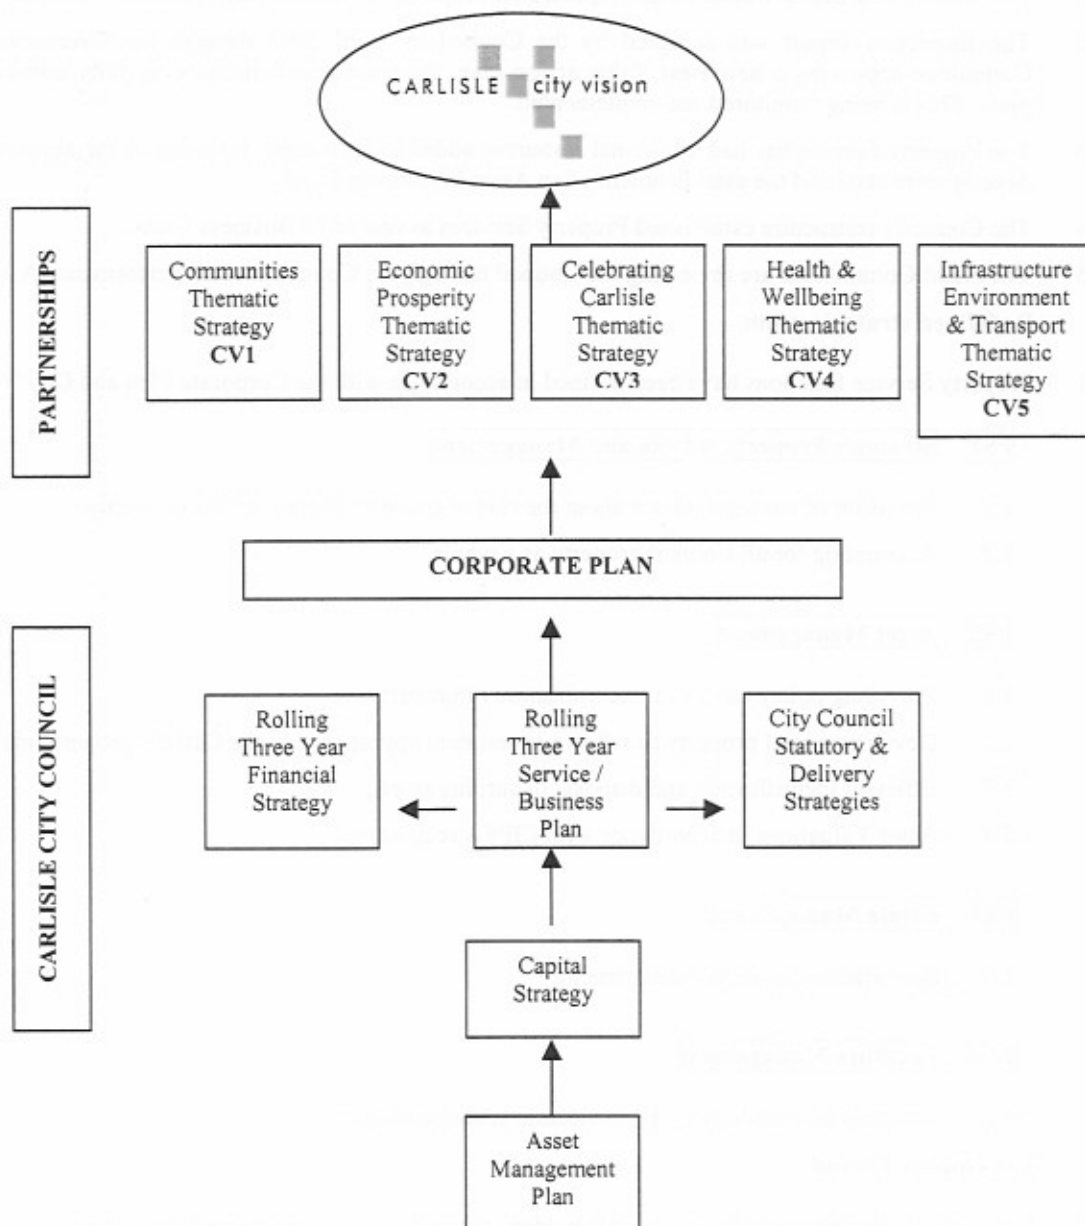 CARLISLE city vision
PARTNERSHIPS
Communities
Thematic
Strategy
CV1
Economic
Prosperity
Thematic
Strategy
CV2
Celebrating
Carlisle
Thematic
Strategy
CV3
Health &
Wellbeing
Thematic
Strategy
CV4
Infrastructure
Environment
& Transport
Thematic
Strategy
CV5
CORPORATE PLAN
CARLISLE CITY COUNCIL
Rolling
Three Year
Financial
Strategy
Rolling
Three Year
Service /
Business
Plan
City Council
Statutory &
Delivery
Strategies
Capital
Strategy
Asset
Management
Plan